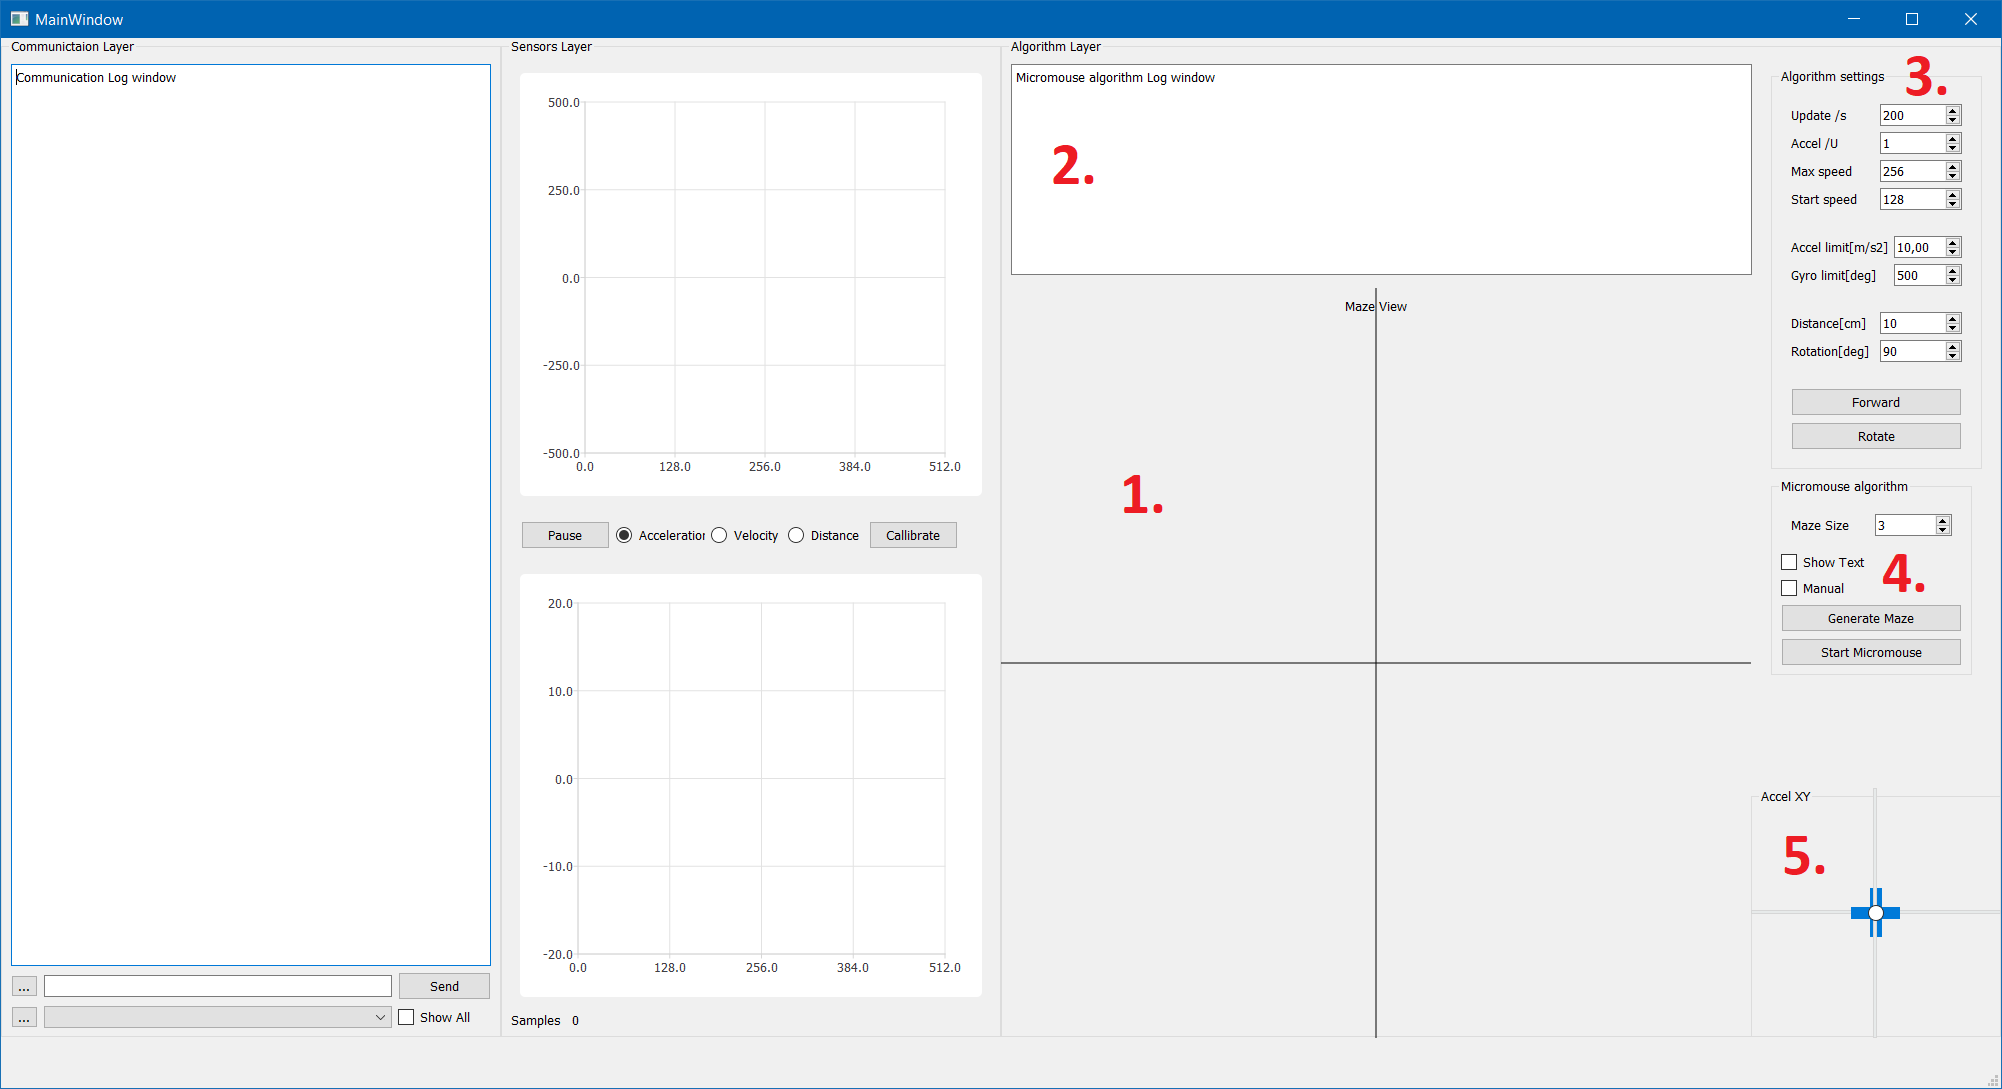 MainWindow
Communictaion Layer
Communication Log window
...
Send
...
Show All
Sensors Layer
500.0
250.0
0.0
-250.0
-500.0
0.0 128.0 256.0 384.0 512.0
Pause Acceleration Velocity Distance Callibrate
20.0
10.0
0.0
-10.0
-20.0
0.0 128.0 256.0 384.0 512.0
Samples 0
Algorithm Layer
Micromouse algorithm Log window
2.
Maze View
1.
Algorithm settings 3.
Update /s 200
Accel /U 1
Max speed 256
Start speed 128
Accel limit[m/s2] 10,00
Gyro limit[deg] 500
Distance[cm] 10
Rotation[deg] 90
Forward
Rotate
Micromouse algorithm
Maze Size 3
Show Text
4.
Manual
Generate Maze
Start Micromouse
Accel XY
5.